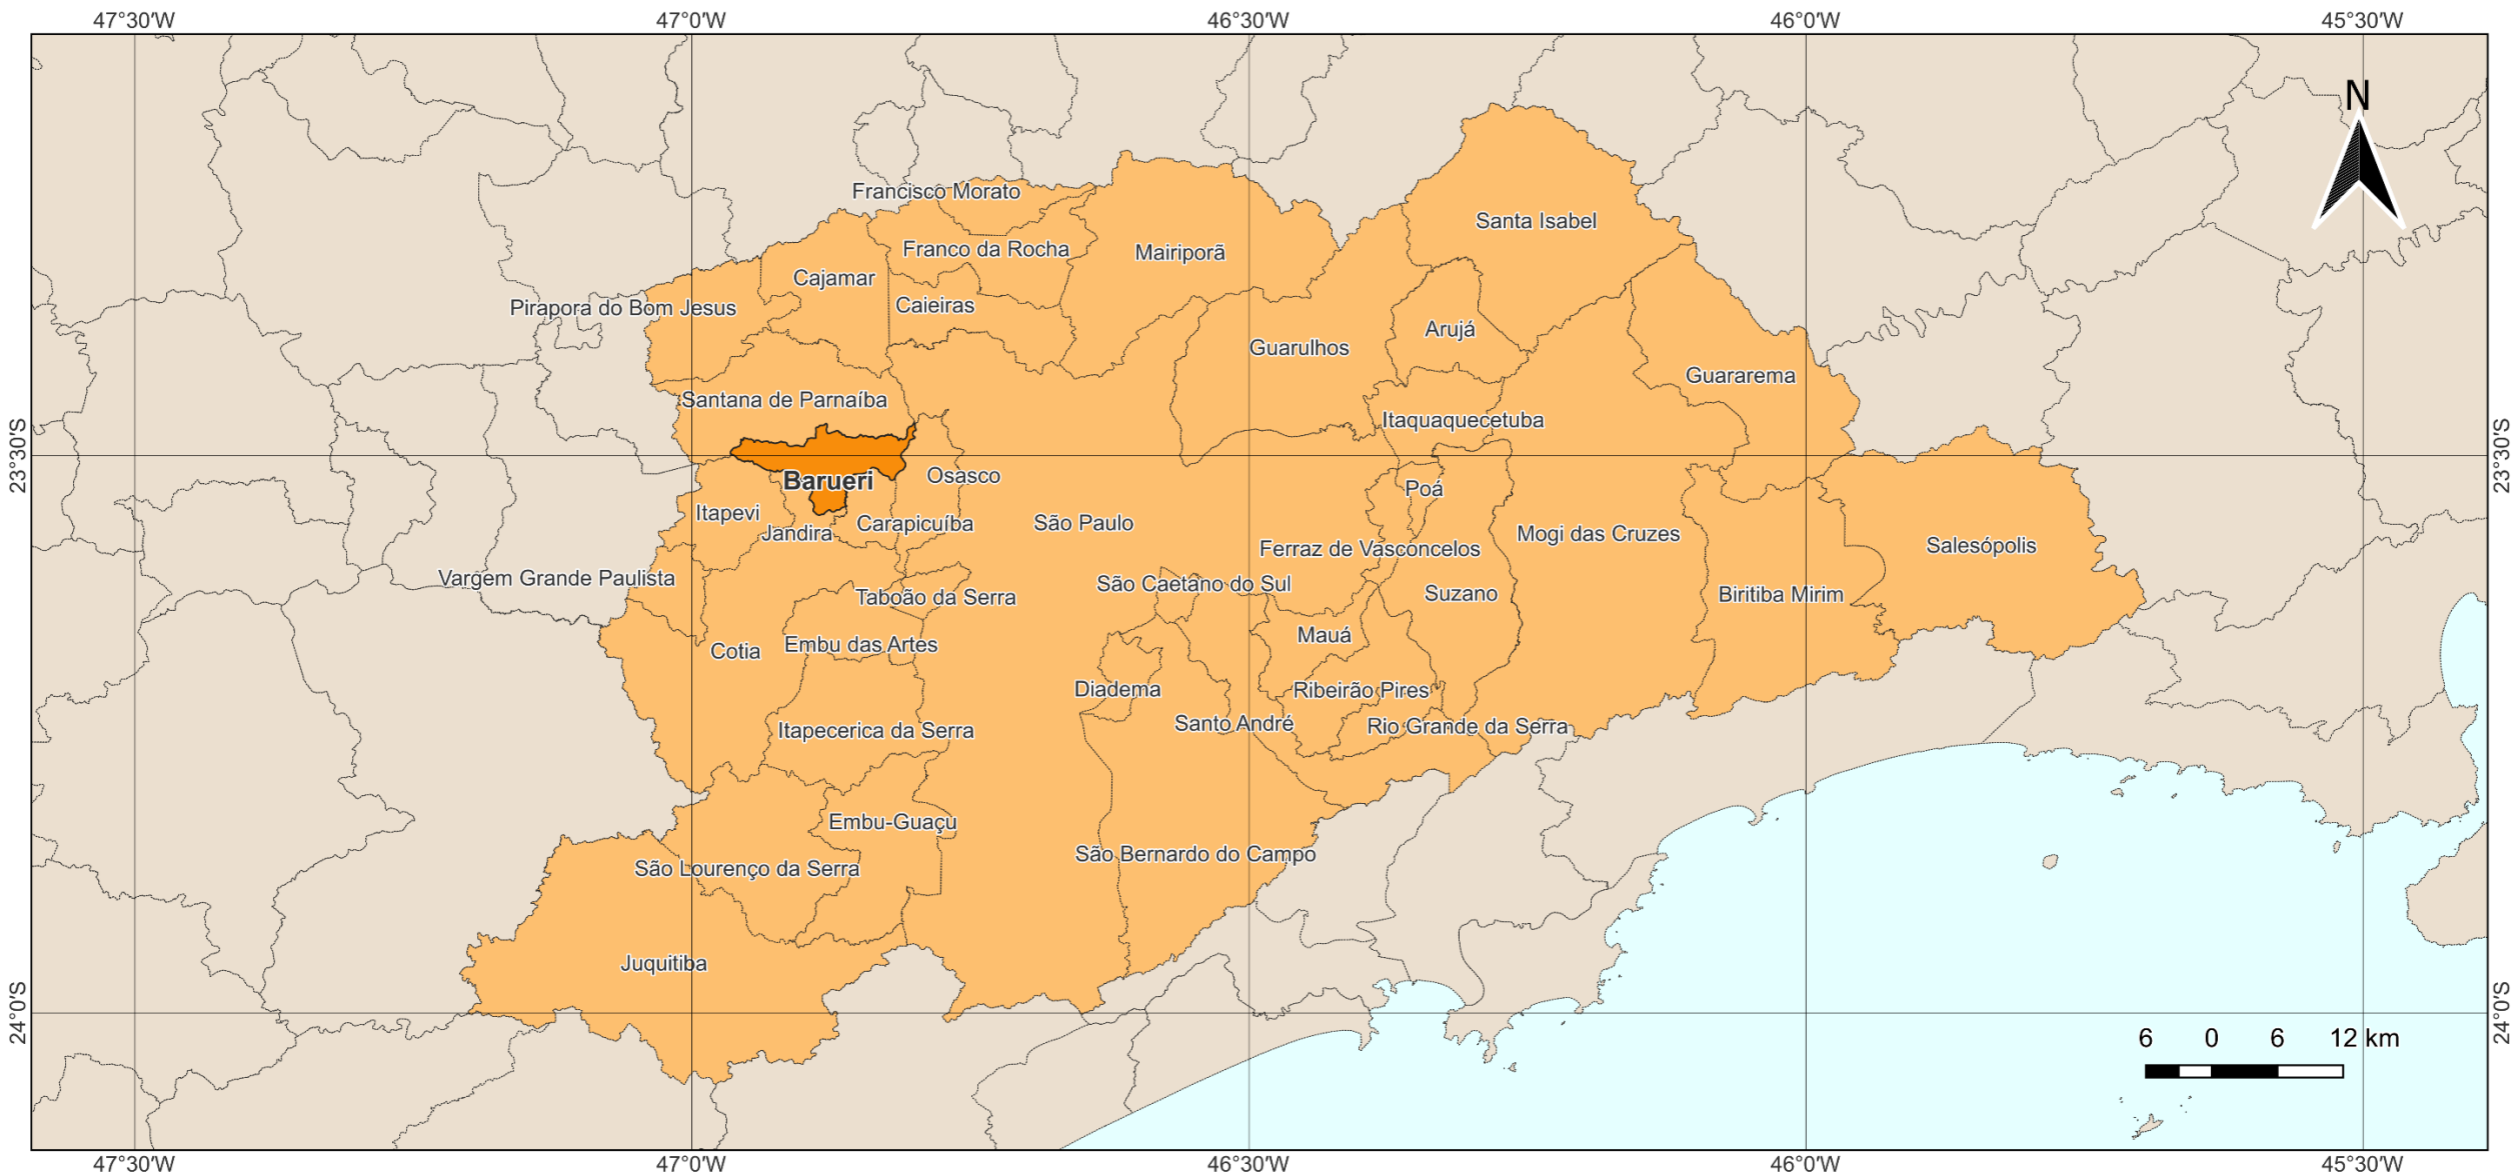 47°30'W 47°0'W 46°30'W 46°0'W 45°30'W
N
Francisco Morato
Santa Isabel
Franco da Rocha
Mairiporã
Cajamar
Pirapora do Bom Jesus
Caieiras
Arujá
Guarulhos
Guararema
Santana de Parnaíba
Itaquaquecetuba
23°30'S
23°30'S
Osasco
Barueri
Poá
Itapevi
Carapicuíba
São Paulo
Jandira
Mogi das Cruzes
Salesópolis
Ferraz de Vasconcelos
Vargem Grande Paulista
São Caetano do Sul
Suzano
Biritiba Mirim
Taboão da Serra
Mauá
Embu das Artes
Cotia
Diadema
Ribeirão Pires
Santo André
Rio Grande da Serra
Itapecerica da Serra
Embu-Guaçu
São Bernardo do Campo
São Lourenço da Serra
Juquitiba
24°0'S
24°0'S
6 0 6 12 km
47°30'W 47°0'W 46°30'W 46°0'W 45°30'W